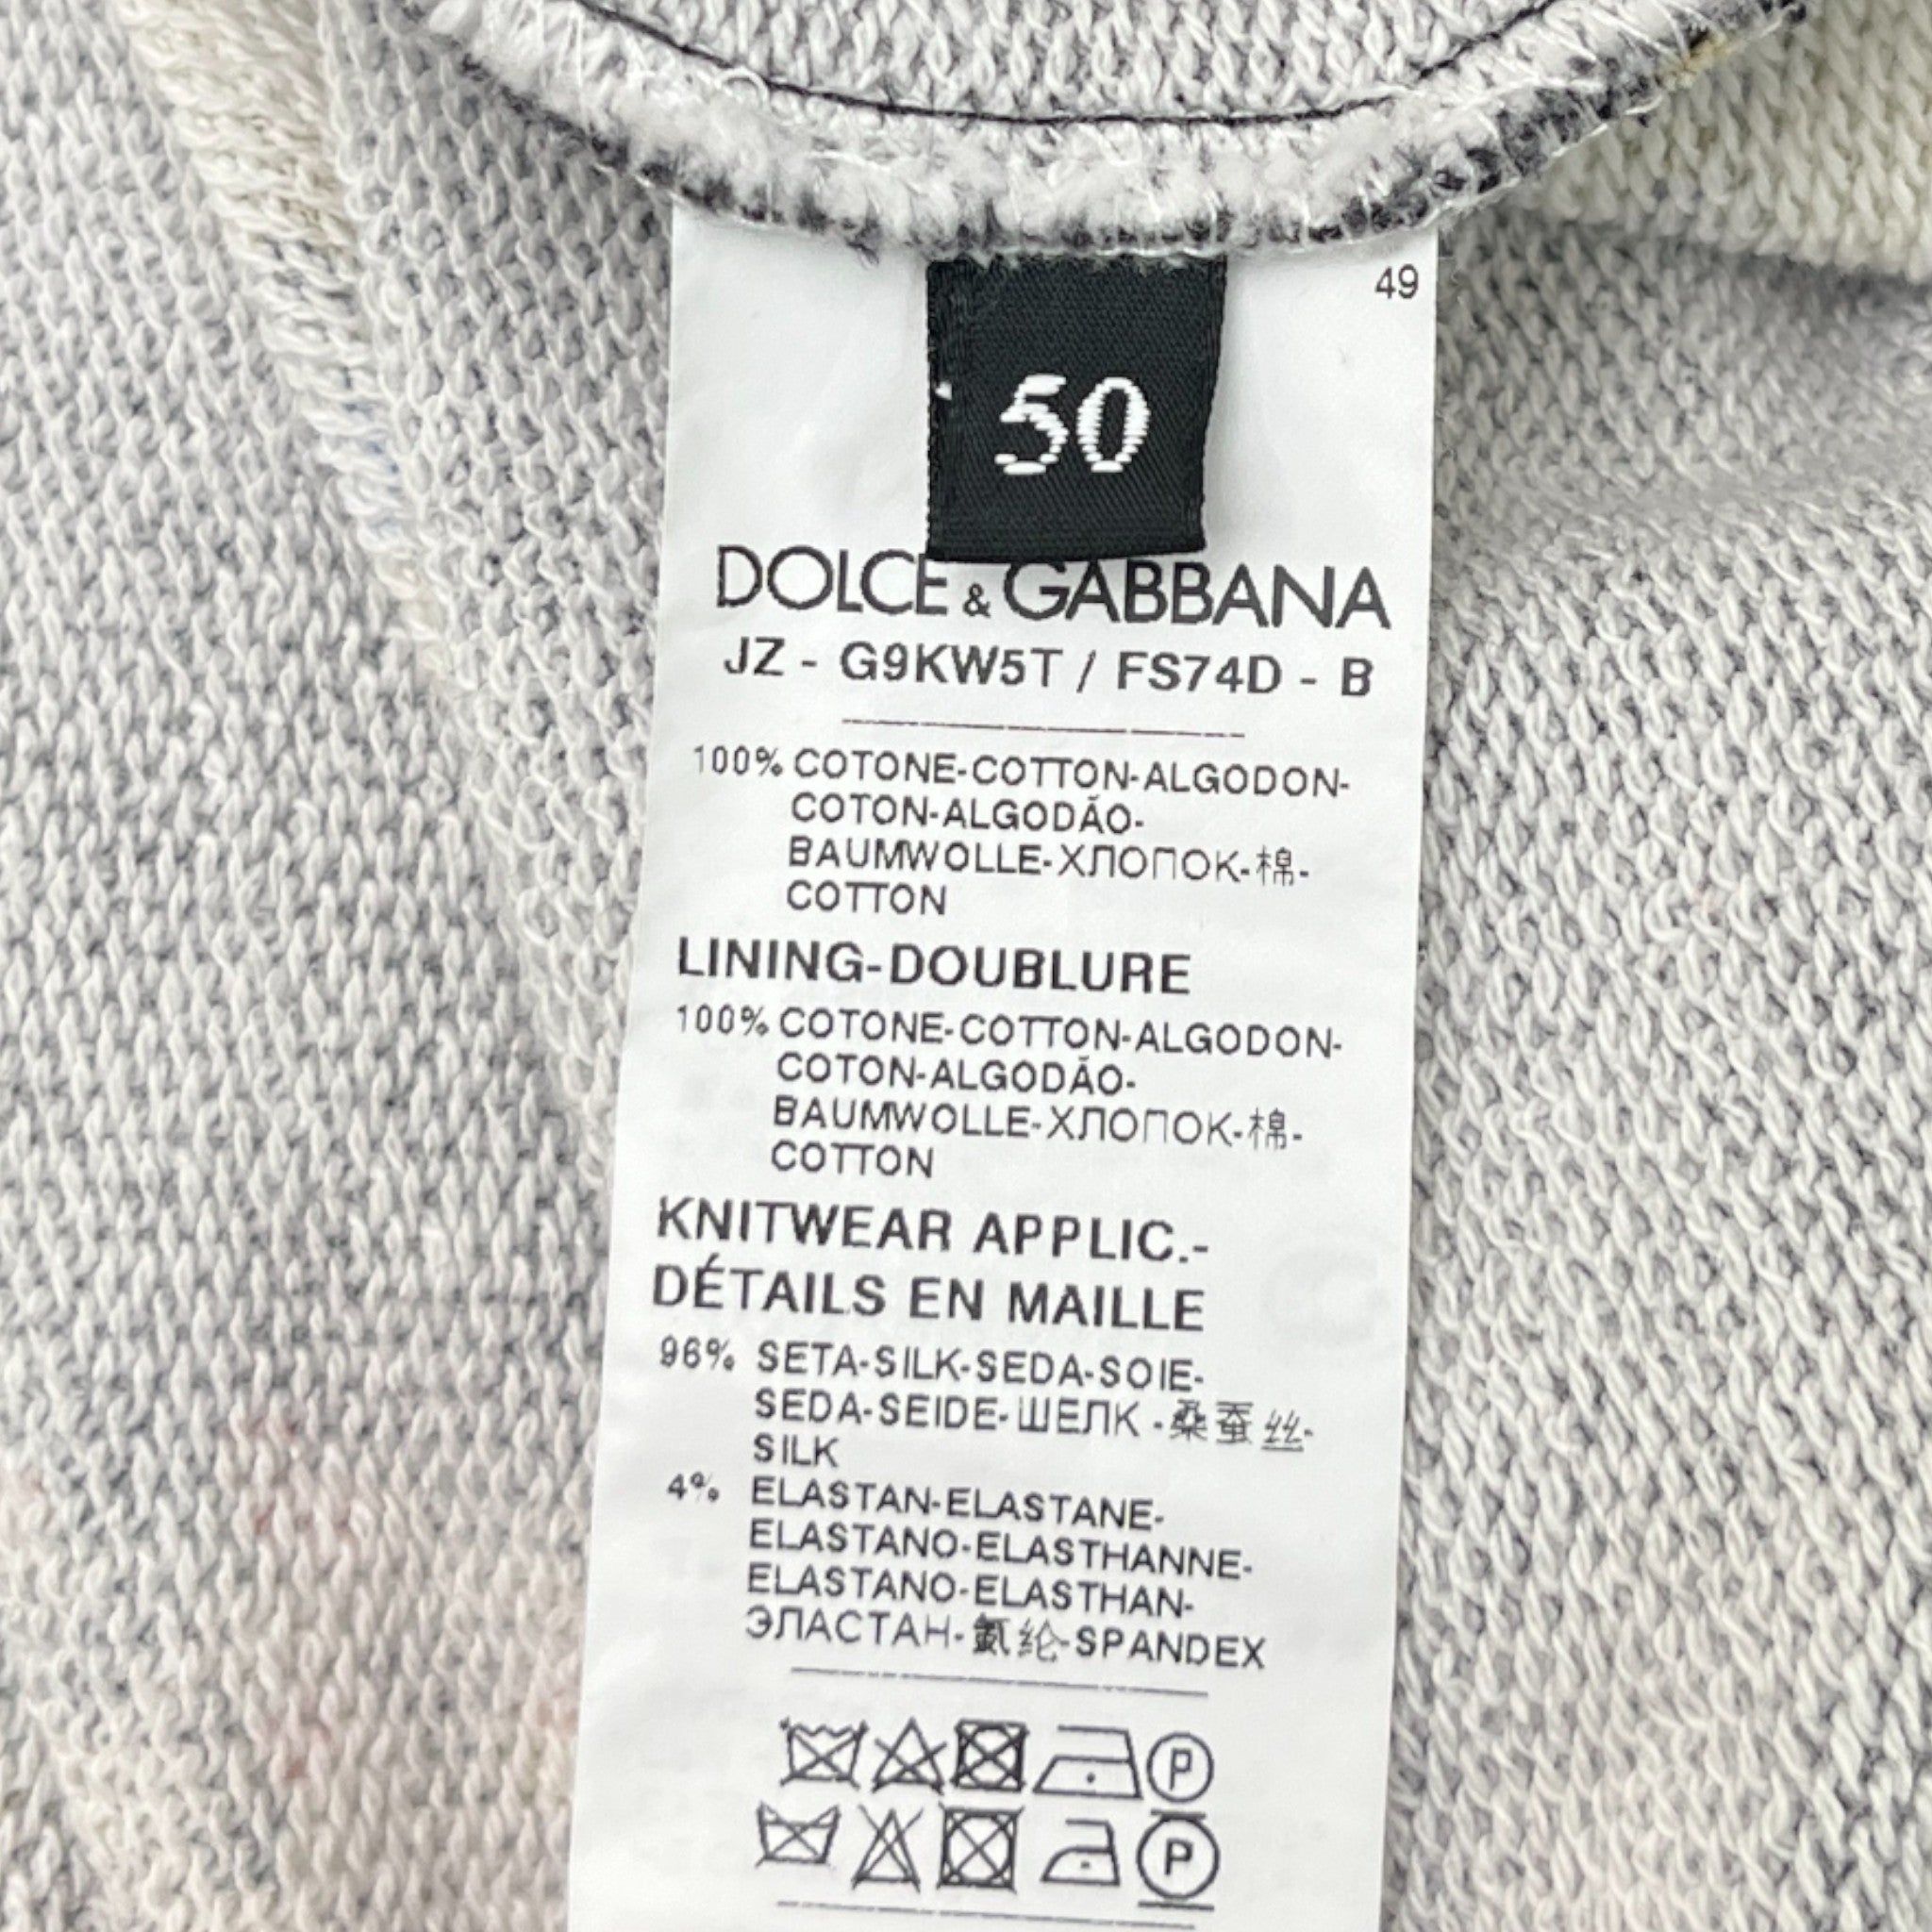 49
50
DOLCE & GABBANA
JZ - G9KW5T / FS74D - B
100% COTONE-COTTON-ALGODON-
COTON-ALGODÃO-
BAUMWOLLE-ХЛОПОК-棉-
COTTON
LINING-DOUBLURE
100% COTONE-COTTON-ALGODON-
COTON-ALGODÃO-
BAUMWOLLE-ХЛОПОК-棉-
COTTON
KNITWEAR APPLIC.-
DÉTAILS EN MAILLE
96% SETA-SILK-SEDA-SOIE-
SEDA-SEIDE-ШЕЛК -桑蚕丝-
SILK
4% ELASTAN-ELASTANE-
ELASTANO-ELASTHANNE-
ELASTANO-ELASTHAN-
ЭЛАСТАН-氨纶-SPANDEX
P
P